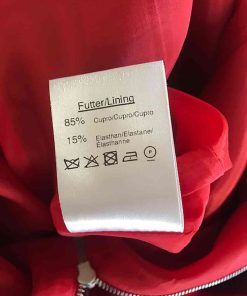 Futter/Lining
85% Cupro/Cupro/Cupro
15% Elasthan/Elastane/
Elasthanne
P